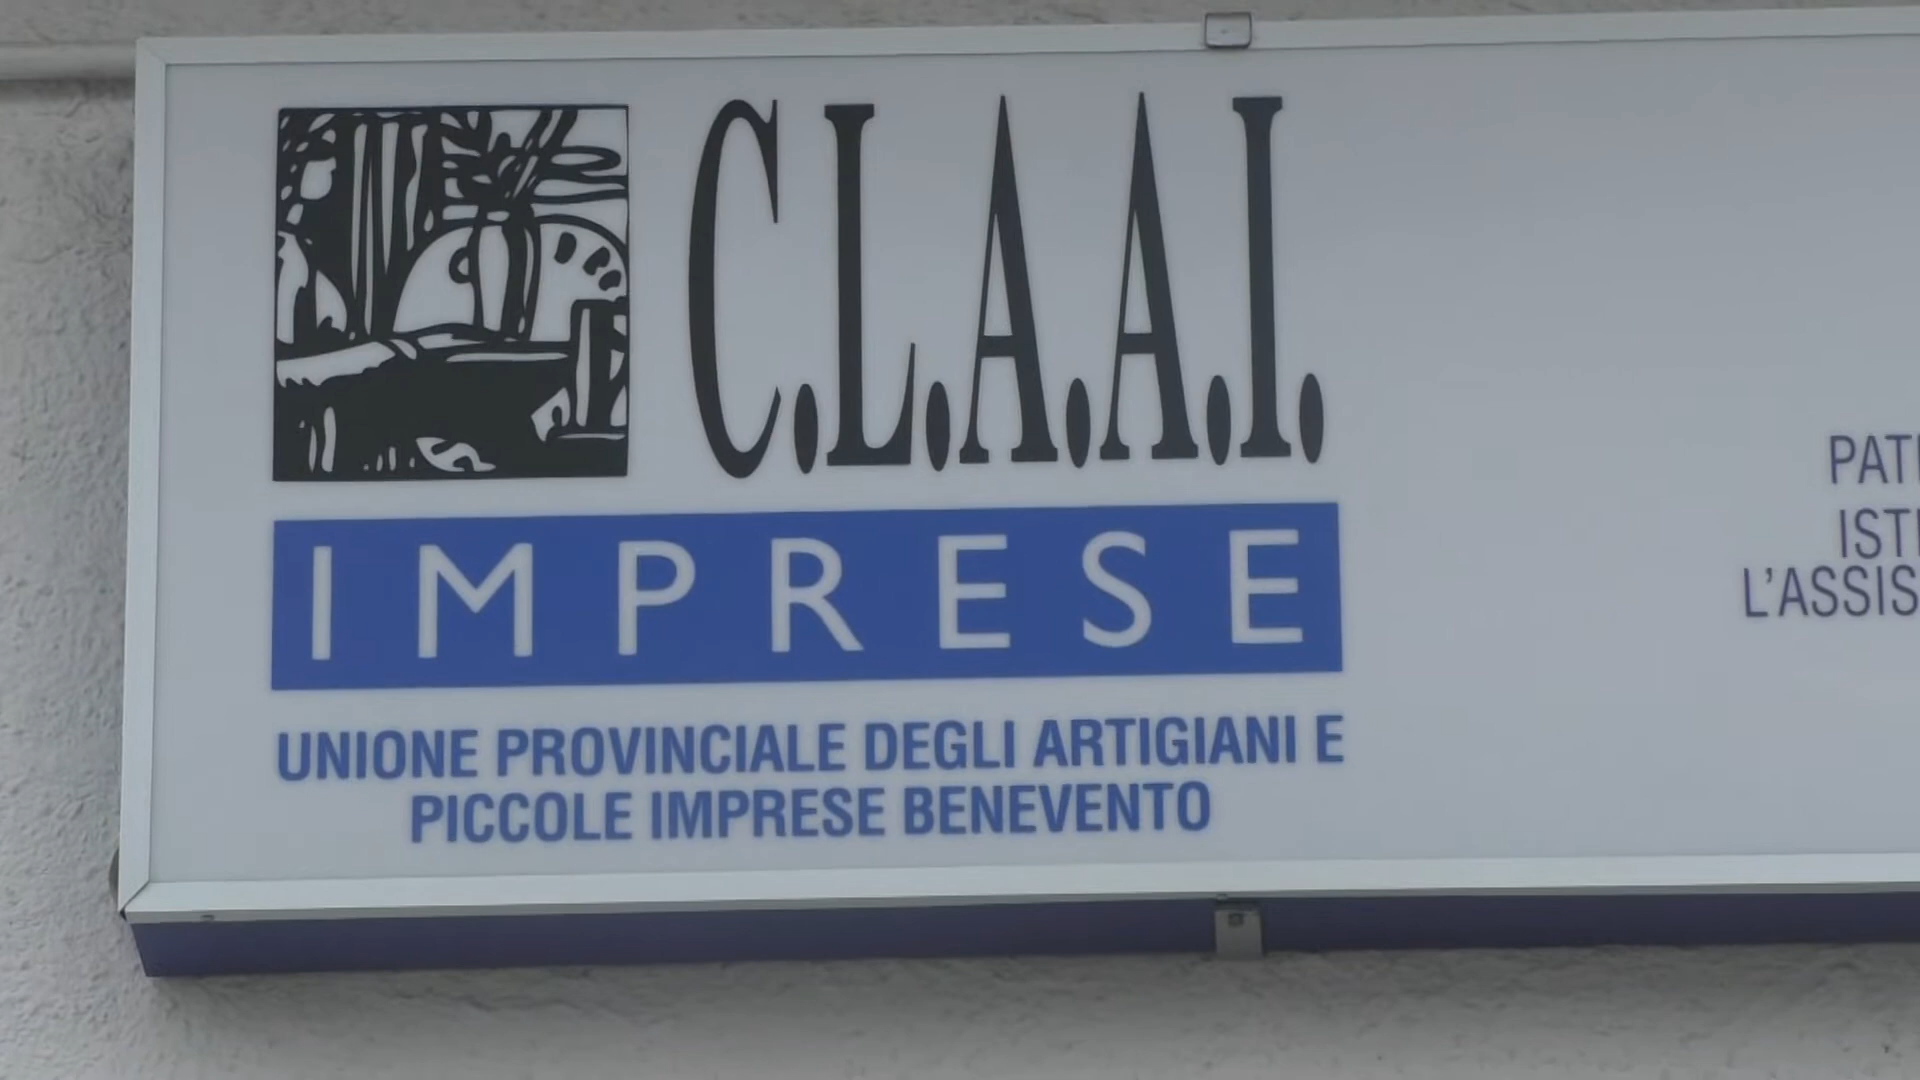 C.L.A.A.I.
IMPRESE
UNIONE PROVINCIALE DEGLI ARTIGIANI E
PICCOLE IMPRESE BENEVENTO